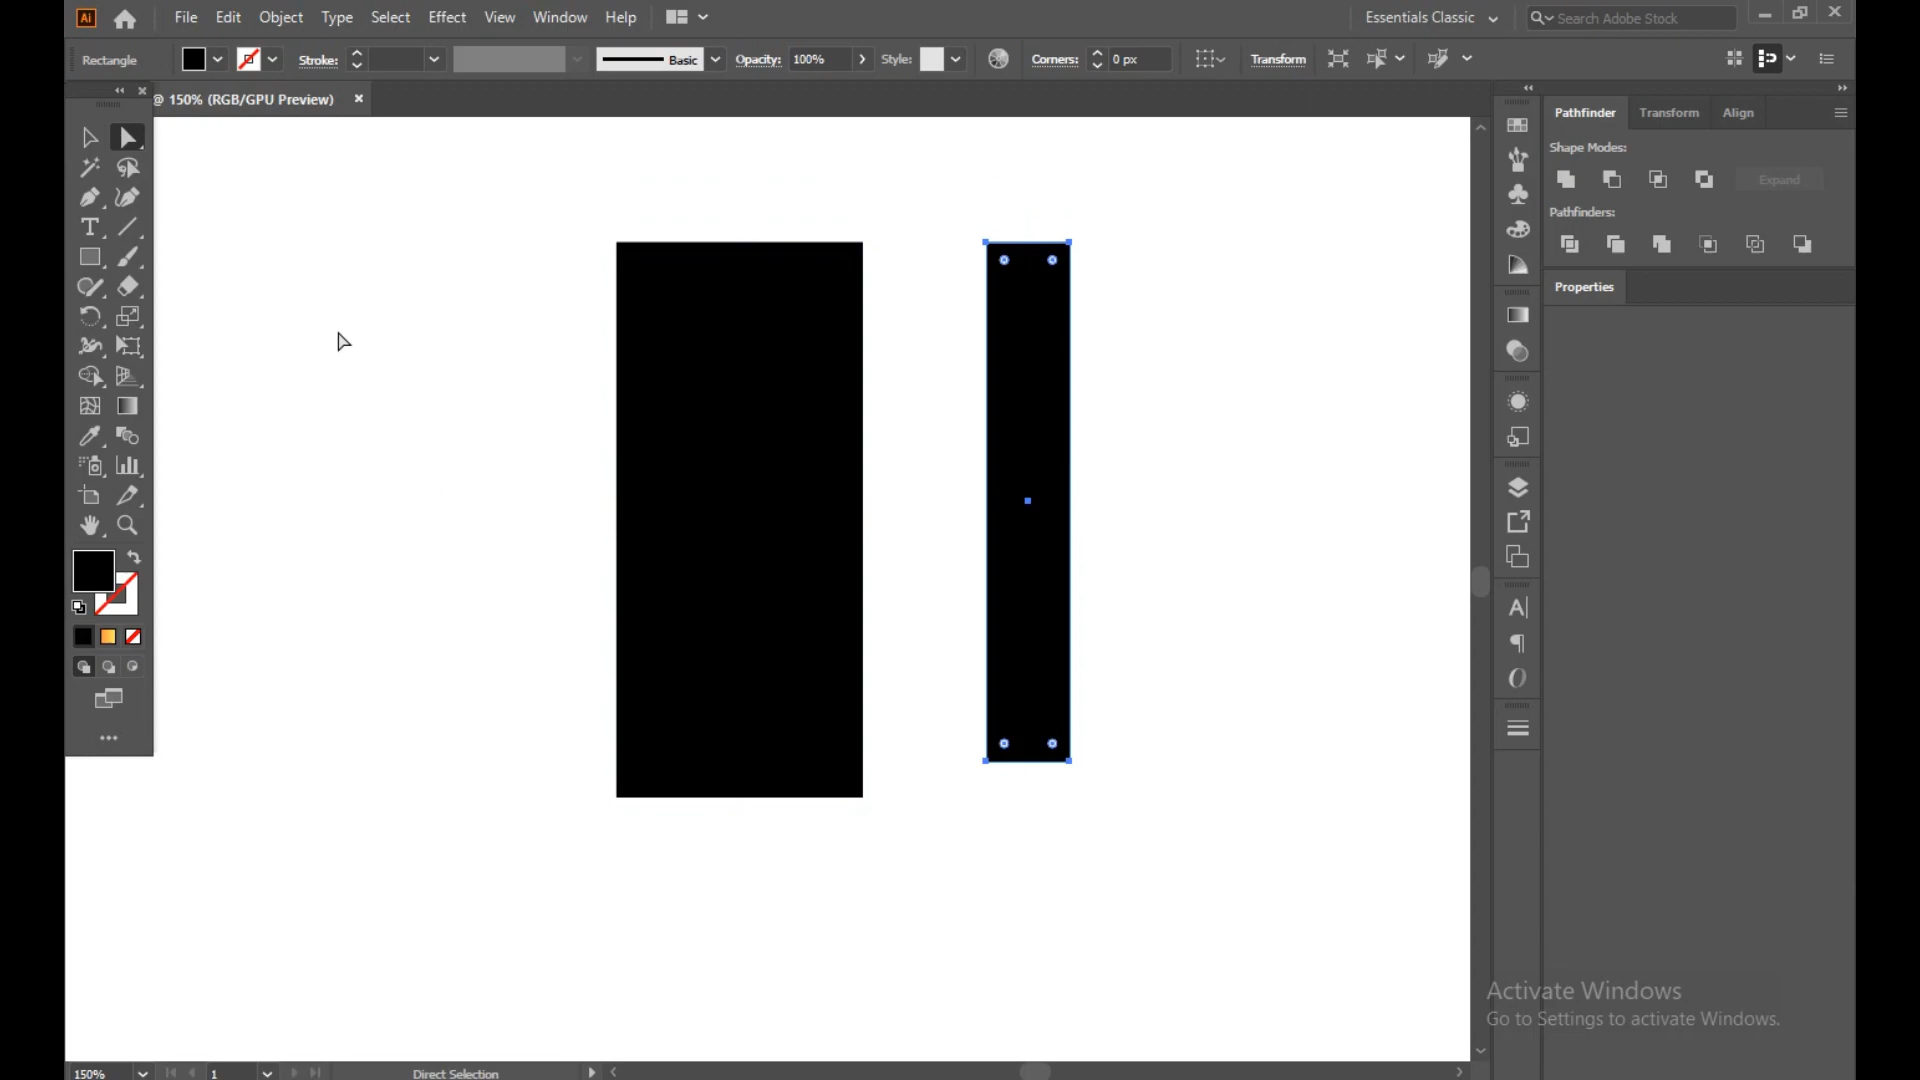 Ai File Edit Object Type Select Effect View Window Help Essentials Classic Search Adobe Stock
Rectangle Stroke: Basic Opacity: 100% Style: Corners: 0 px Transform
@ 150% (RGB/GPU Preview) ×
Pathfinder Transform Align
Shape Modes:
Expand
Pathfinders:
Properties
Activate Windows
Go to Settings to activate Windows.
150% 1 Direct Selection